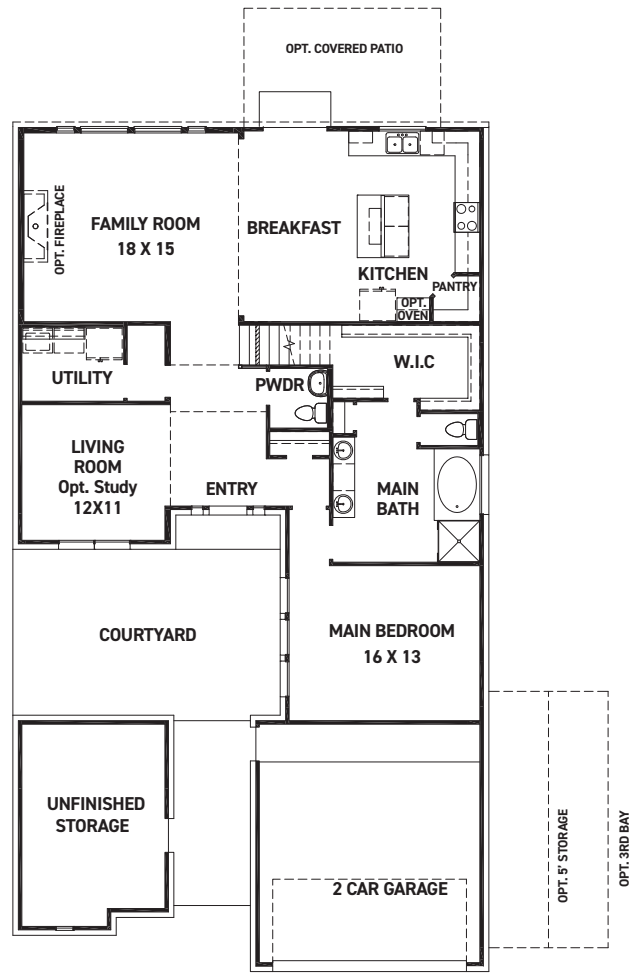 OPT. COVERED PATIO
OPT. FIREPLACE
FAMILY ROOM
18 X 15
BREAKFAST
KITCHEN
PANTRY
OPT.
OVEN
W.I.C
UTILITY
PWDR
LIVING
ROOM
Opt. Study
12X11
ENTRY
MAIN
BATH
COURTYARD
MAIN BEDROOM
16 X 13
UNFINISHED
STORAGE
2 CAR GARAGE
OPT. 5' STORAGE
OPT. 3RD BAY